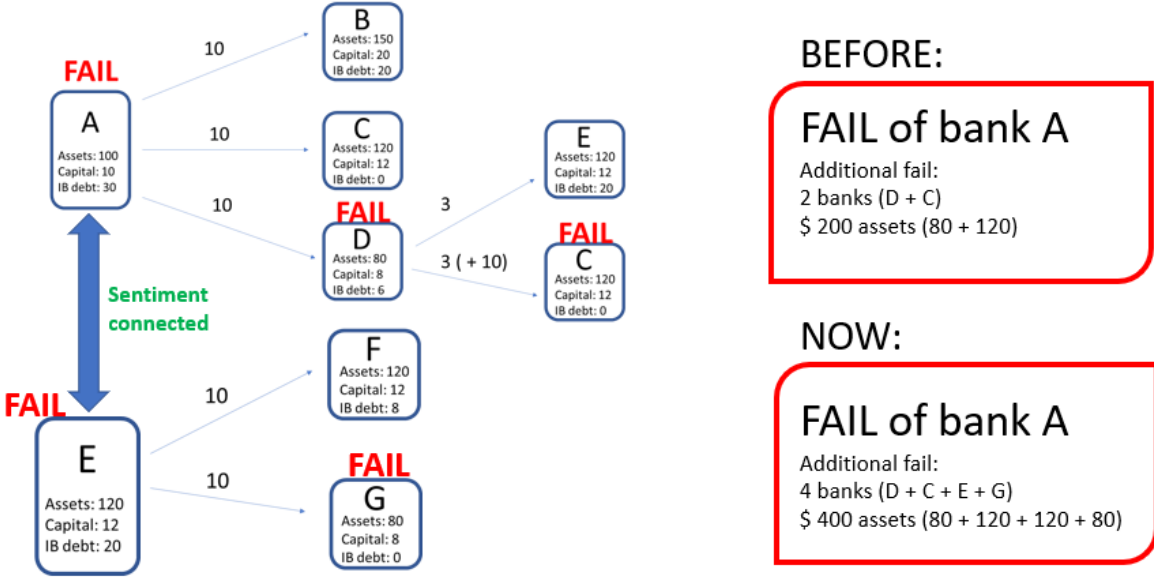 B
Assets: 150
Capital: 20
IB debt: 20
10
FAIL
A
Assets: 100
Capital: 10
IB debt: 30
10
C
Assets: 120
Capital: 12
IB debt: 0
10
FAIL
D
Assets: 80
Capital: 8
IB debt: 6
3
E
Assets: 120
Capital: 12
IB debt: 20
3 ( + 10)
FAIL
C
Assets: 120
Capital: 12
IB debt: 0
Sentiment
connected
FAIL
E
Assets: 120
Capital: 12
IB debt: 20
10
F
Assets: 120
Capital: 12
IB debt: 8
10
FAIL
G
Assets: 80
Capital: 8
IB debt: 0
BEFORE:
FAIL of bank A
Additional fail:
2 banks (D + C)
$ 200 assets (80 + 120)
NOW:
FAIL of bank A
Additional fail:
4 banks (D + C + E + G)
$ 400 assets (80 + 120 + 120 + 80)